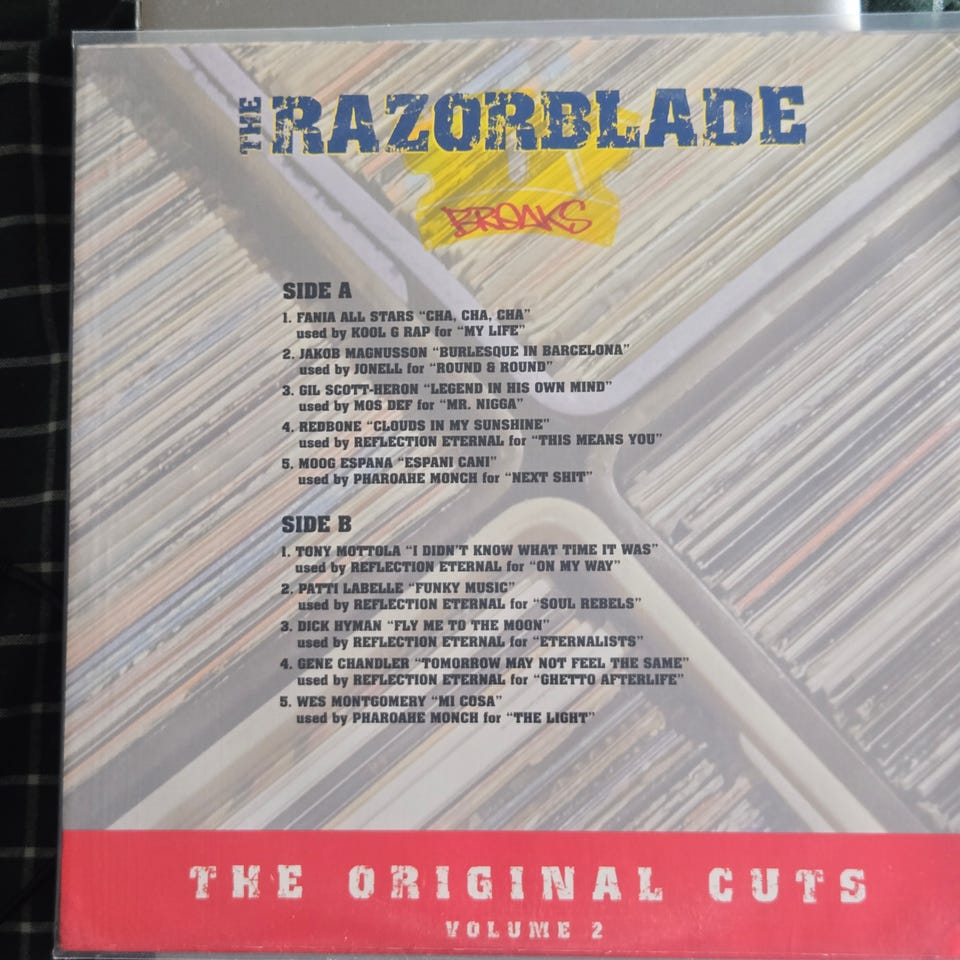 THE RAZORBLADE
BREAKS
SIDE A
1. FANIA ALL STARS "CHA, CHA, CHA"
used by KOOL G RAP for "MY LIFE"
2. JAKOB MAGNUSSON "BURLESQUE IN BARCELONA"
used by JONELL for "ROUND & ROUND"
3. GIL SCOTT-HERON "LEGEND IN HIS OWN MIND"
used by MOS DEF for "MR. NIGGA"
4. REDBONE "CLOUDS IN MY SUNSHINE"
used by REFLECTION ETERNAL for "THIS MEANS YOU"
5. MOOG ESPANA "ESPANI CANI"
used by PHAROAHE MONCH for "NEXT SHIT"
SIDE B
1. TONY MOTTOLA "I DIDN'T KNOW WHAT TIME IT WAS"
used by REFLECTION ETERNAL for "ON MY WAY"
2. PATTI LABELLE "FUNKY MUSIC"
used by REFLECTION ETERNAL for "SOUL REBELS"
3. DICK HYMAN "FLY ME TO THE MOON"
used by REFLECTION ETERNAL for "ETERNALISTS"
4. GENE CHANDLER "TOMORROW MAY NOT FEEL THE SAME"
used by REFLECTION ETERNAL for "GHETTO AFTERLIFE"
5. WES MONTGOMERY "MI COSA"
used by PHAROAHE MONCH for "THE LIGHT"
THE ORIGINAL CUTS
VOLUME 2